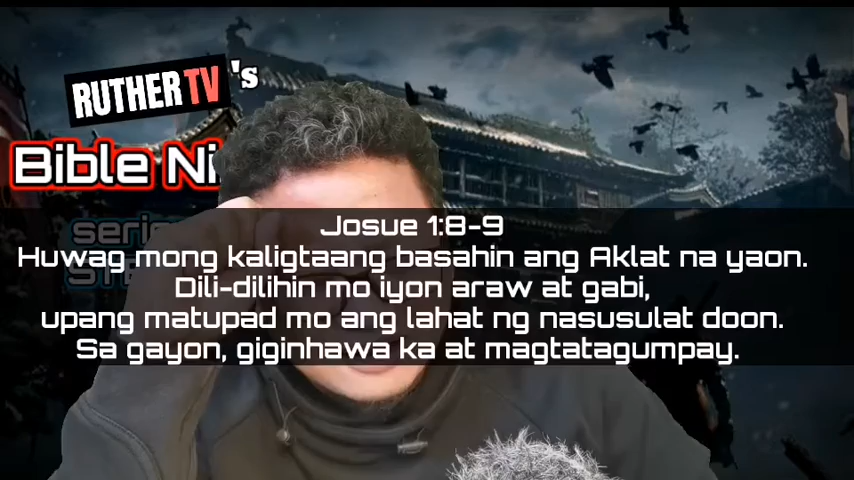 RUTHER TV 's
Bible Ni
serie
Josue 1:8-9
Huwag mong kaligtaang basahin ang Aklat na yaon.
Dili-dilihin mo iyon araw at gabi,
upang matupad mo ang lahat ng nasusulat doon.
Sa gayon, giginhawa ka at magtatagumpay.